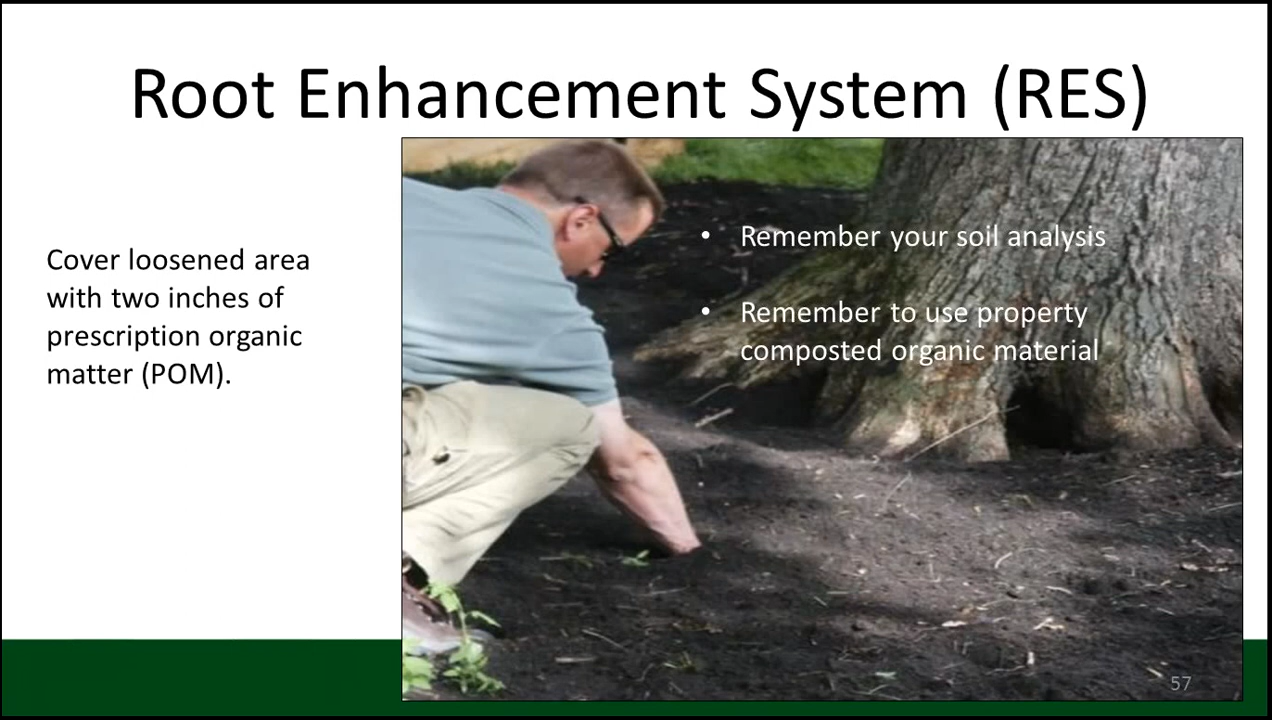 Root Enhancement System (RES)
Cover loosened area
with two inches of
prescription organic
matter (POM).
• Remember your soil analysis
• Remember to use property
composted organic material
57